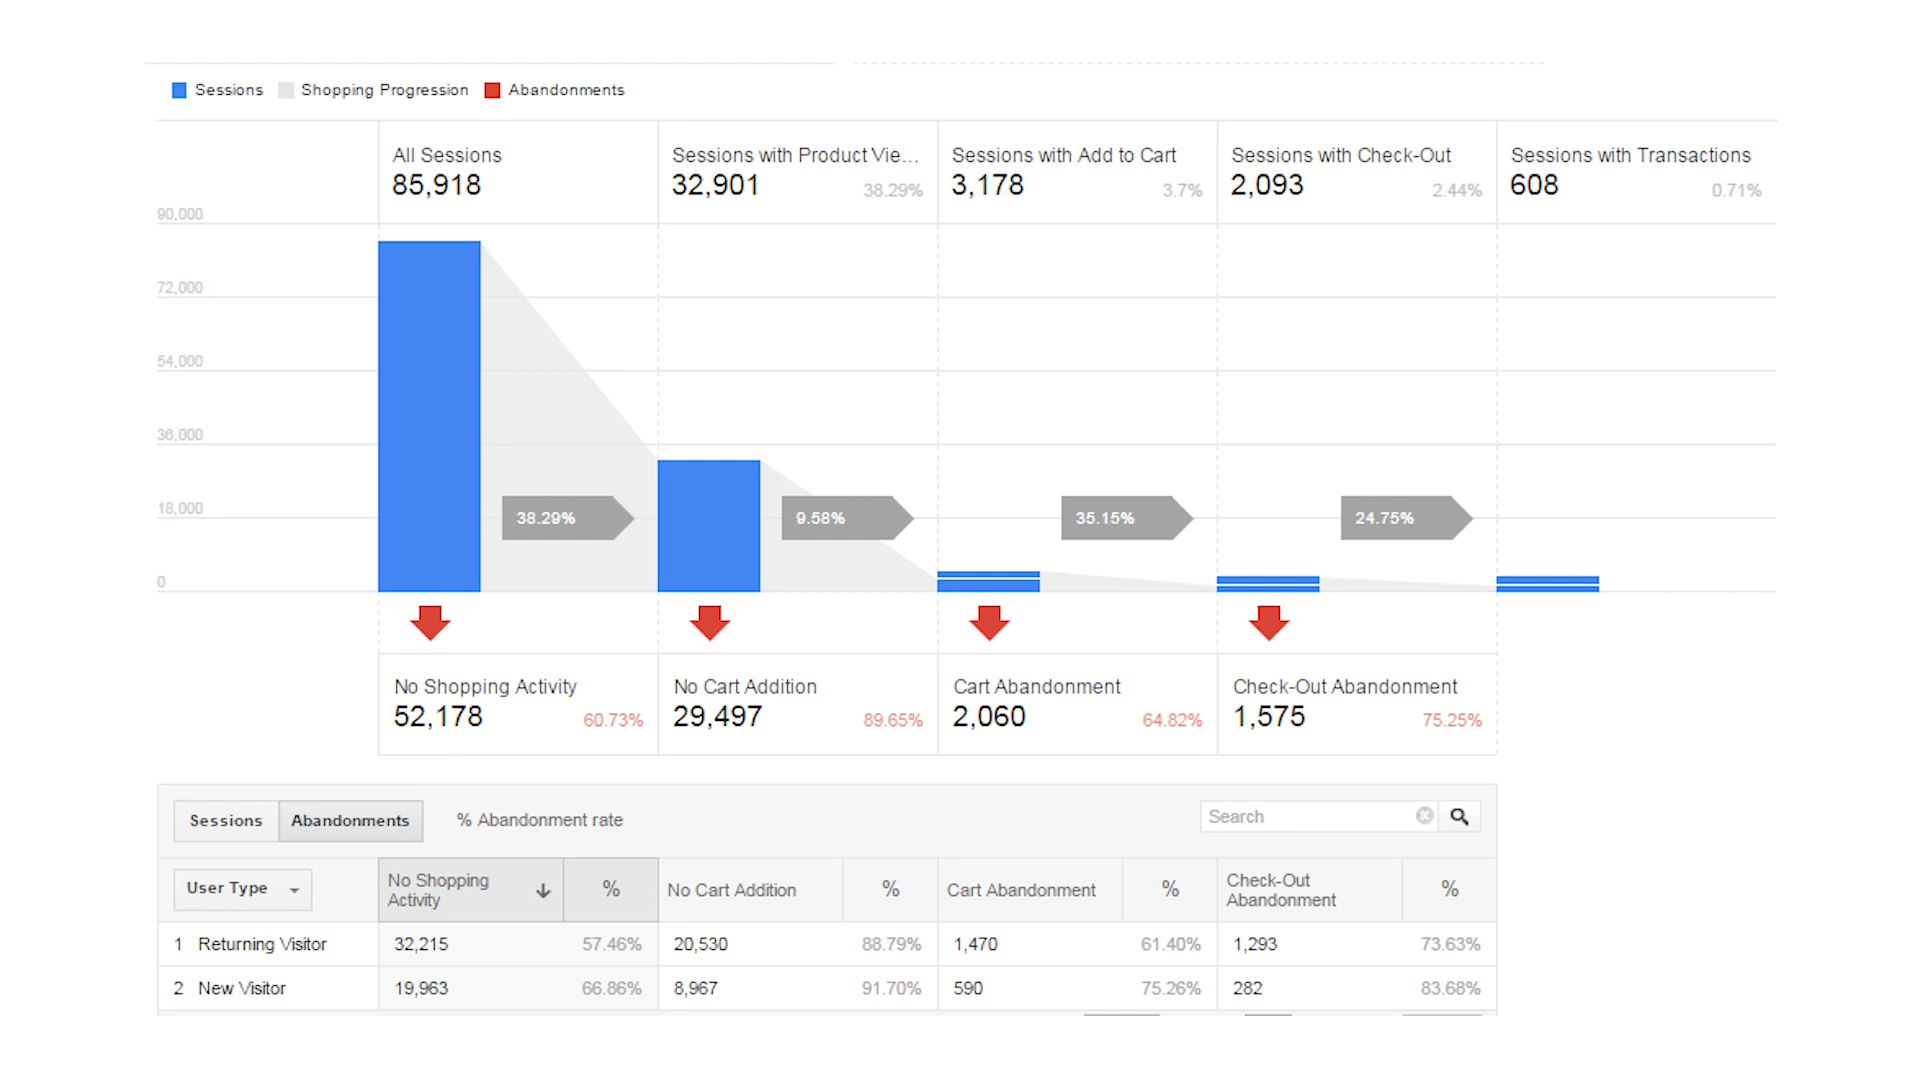 Sessions Shopping Progression Abandonments
All Sessions
85,918
Sessions with Product Vie...
32,901 38.29%
Sessions with Add to Cart
3,178 3.7%
Sessions with Check-Out
2,093 2.44%
Sessions with Transactions
608 0.71%
90,000
72,000
54,000
36,000
18,000
0
38.29% 9.58% 35.15% 24.75%
No Shopping Activity
52,178 60.73%
No Cart Addition
29,497 89.65%
Cart Abandonment
2,060 64.82%
Check-Out Abandonment
1,575 75.25%
Sessions Abandonments % Abandonment rate Search
User Type
No Shopping
Activity
%
No Cart Addition %
Cart Abandonment %
Check-Out
Abandonment
%
1 Returning Visitor 32,215 57.46% 20,530 88.79% 1,470 61.40% 1,293 73.63%
2 New Visitor 19,963 66.86% 8,967 91.70% 590 75.26% 282 83.68%